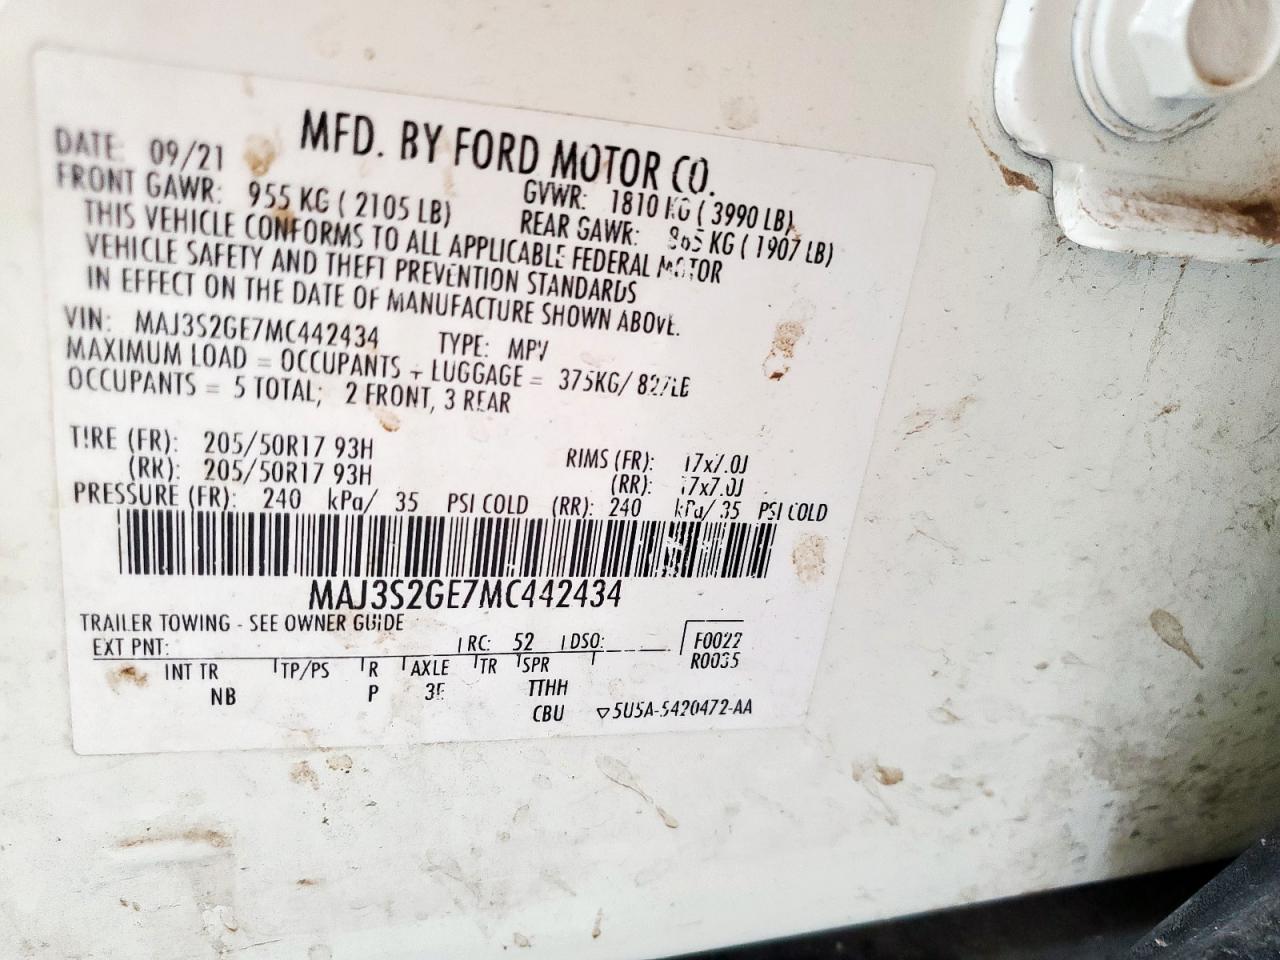 MFD. BY FORD MOTOR CO.
DATE: 09/21 GVWR: 1810 KG ( 3990 LB)
FRONT GAWR: 955 KG ( 2105 LB) REAR GAWR: 865 KG ( 1907 LB)
THIS VEHICLE CONFORMS TO ALL APPLICABLE FEDERAL MOTOR
VEHICLE SAFETY AND THEFT PREVENTION STANDARDS
IN EFFECT ON THE DATE OF MANUFACTURE SHOWN ABOVE.
VIN: MAJ3S2GE7MC442434 TYPE: MPV
MAXIMUM LOAD = OCCUPANTS + LUGGAGE = 375KG/ 827LB
OCCUPANTS = 5 TOTAL; 2 FRONT, 3 REAR
TIRE (FR): 205/50R17 93H RIMS (FR): 17x7.0J
(RR): 205/50R17 93H (RR): 17x7.0J
PRESSURE (FR): 240 kPa/ 35 PSI COLD (RR): 240 kPa/ 35 PSI COLD
MAJ3S2GE7MC442434
TRAILER TOWING - SEE OWNER GUIDE
EXT PNT: RC: 52 DSO: F0022
INT TR TP/PS R AXLE TR SPR R0035
NB P 3E TTHH
CBU ▽5U5A-5420472-AA